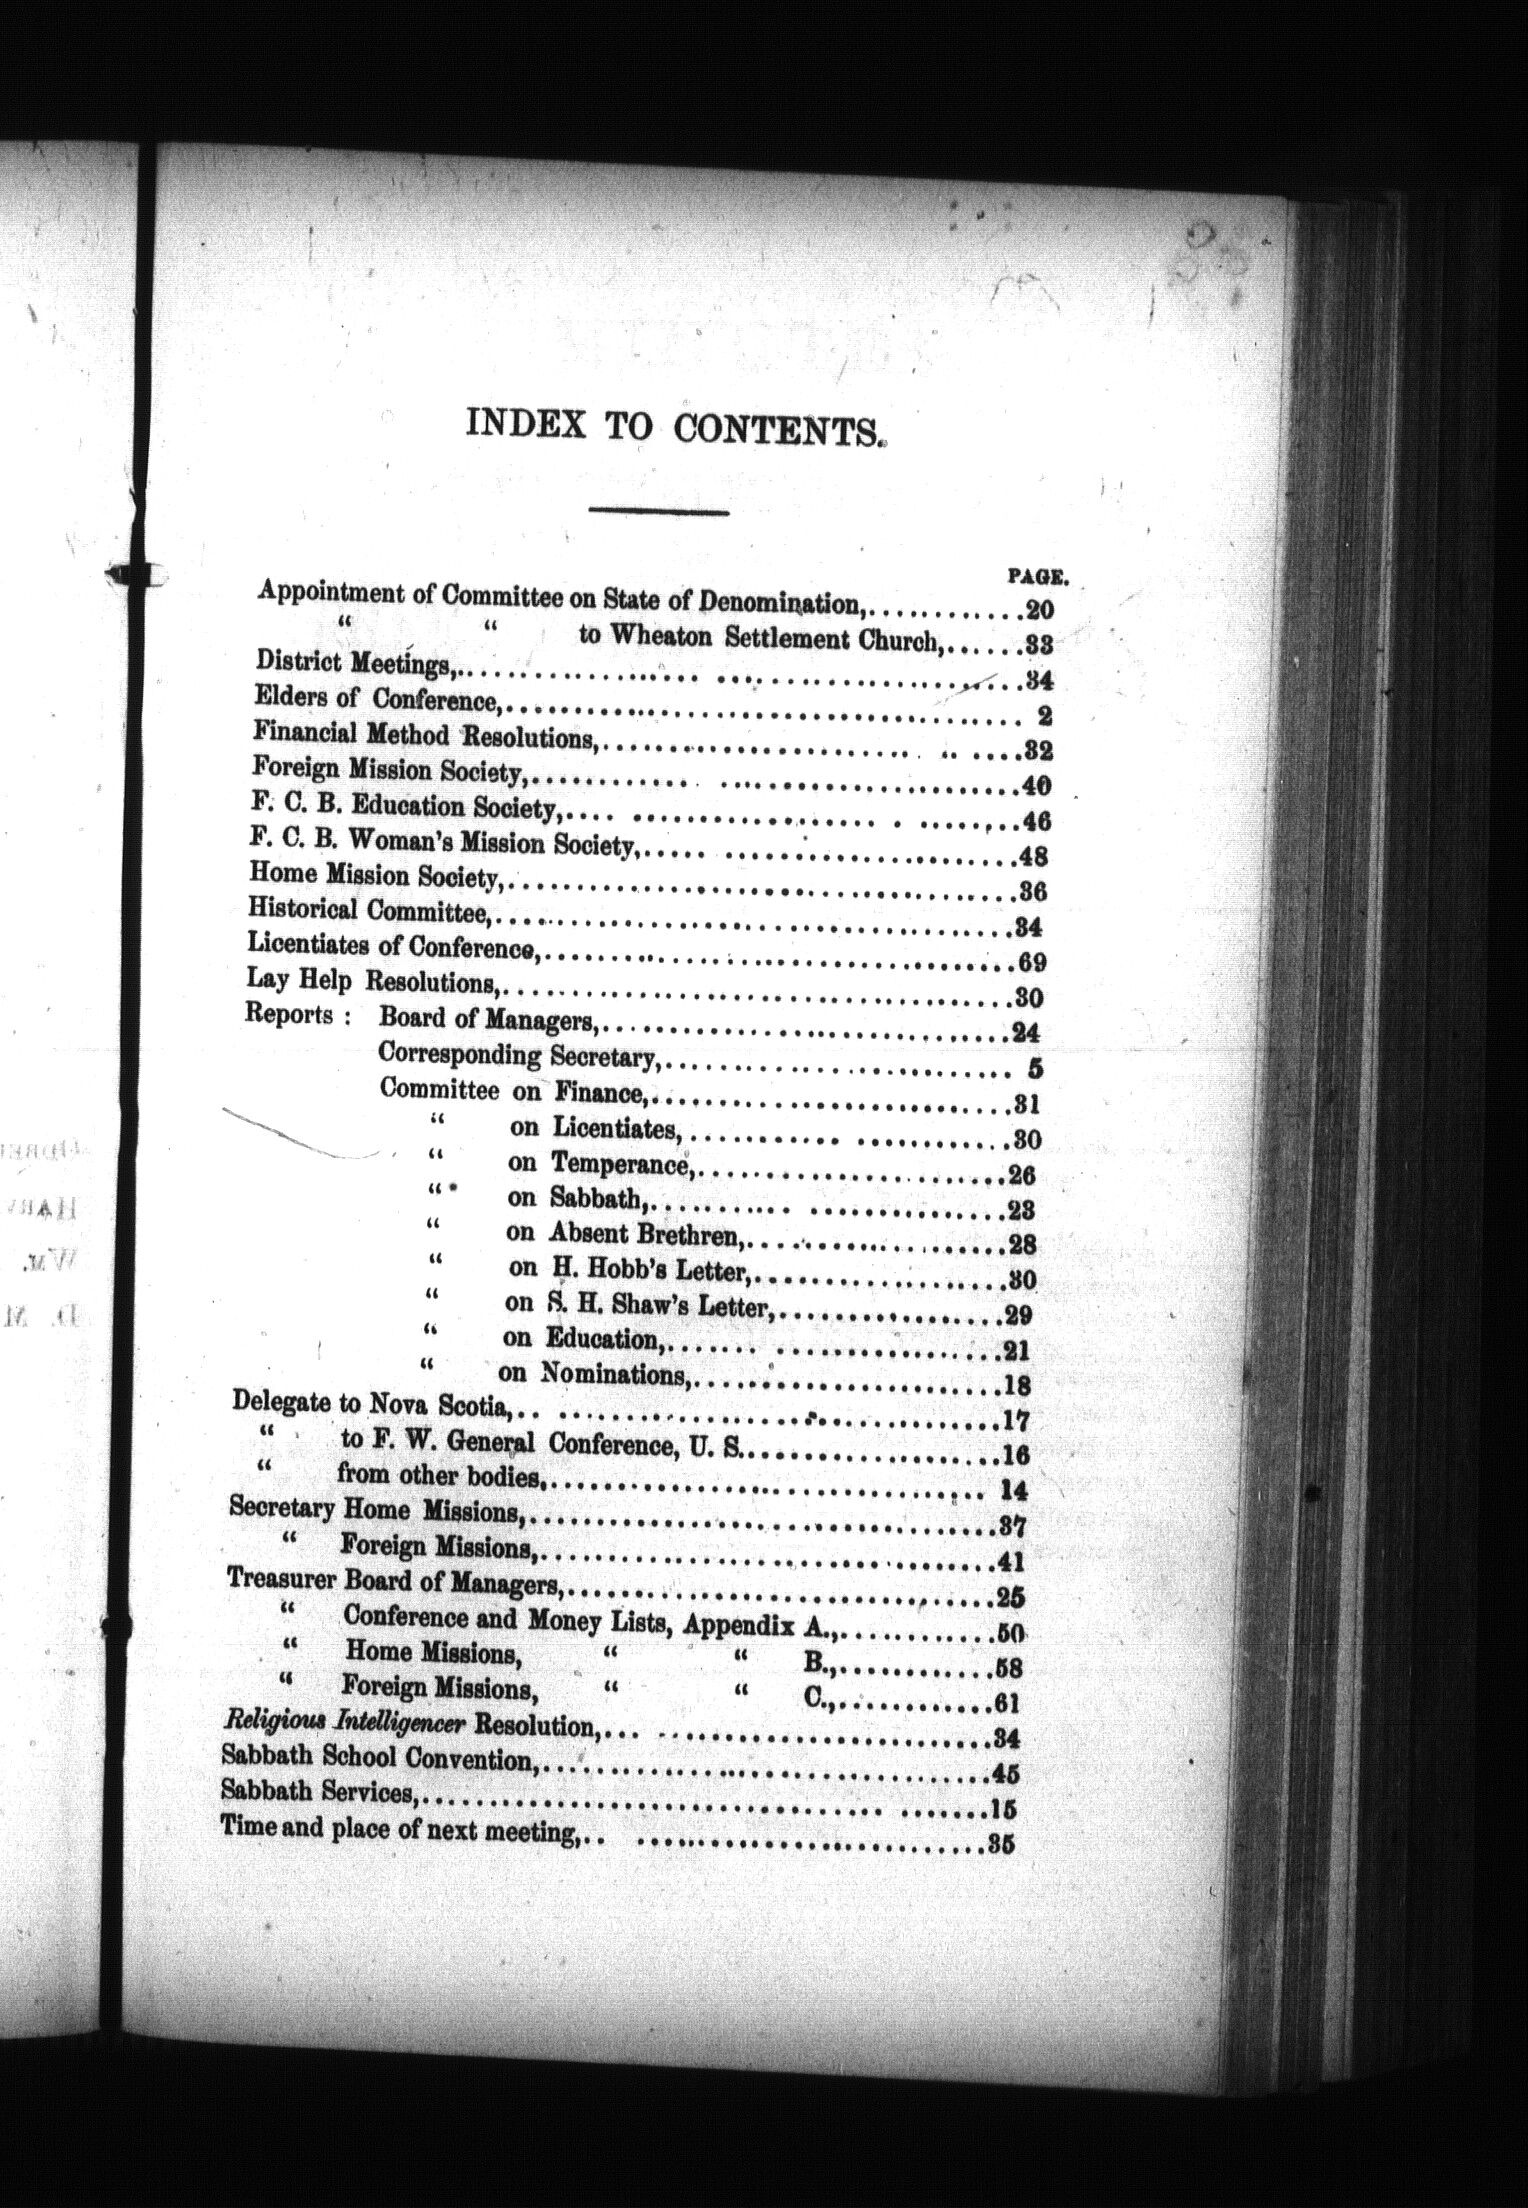 INDEX TO CONTENTS.
PAGE.
Appointment of Committee on State of Denomination,.............20
“ “ to Wheaton Settlement Church,......33
District Meetings,..........................................34
Elders of Conference,....................................... 2
Financial Method Resolutions,.............................32
Foreign Mission Society,...................................40
F. C. B. Education Society,...............................46
F. C. B. Woman's Mission Society,..........................48
Home Mission Society,......................................36
Historical Committee,......................................34
Licentiates of Conference,.................................69
Lay Help Resolutions,......................................30
Reports : Board of Managers,...............................24
Corresponding Secretary,.......................... 5
Committee on Finance,...........................31
“ on Licentiates,.......................30
“ on Temperance,.......................26
“ on Sabbath,..........................23
“ on Absent Brethren,...................28
“ on H. Hobb's Letter,...................30
“ on S. H. Shaw's Letter,.................29
“ on Education,........................21
“ on Nominations,.......................18
Delegate to Nova Scotia,...................................17
“ to F. W. General Conference, U. S...................16
“ from other bodies,................................ 14
Secretary Home Missions,...................................37
“ Foreign Missions,..................................41
Treasurer Board of Managers,...............................25
“ Conference and Money Lists, Appendix A.,............50
“ Home Missions, “ “ B.,............58
“ Foreign Missions, “ “ C.,............61
Religious Intelligencer Resolution,...........................34
Sabbath School Convention,.................................45
Sabbath Services,..........................................15
Time and place of next meeting,............................35